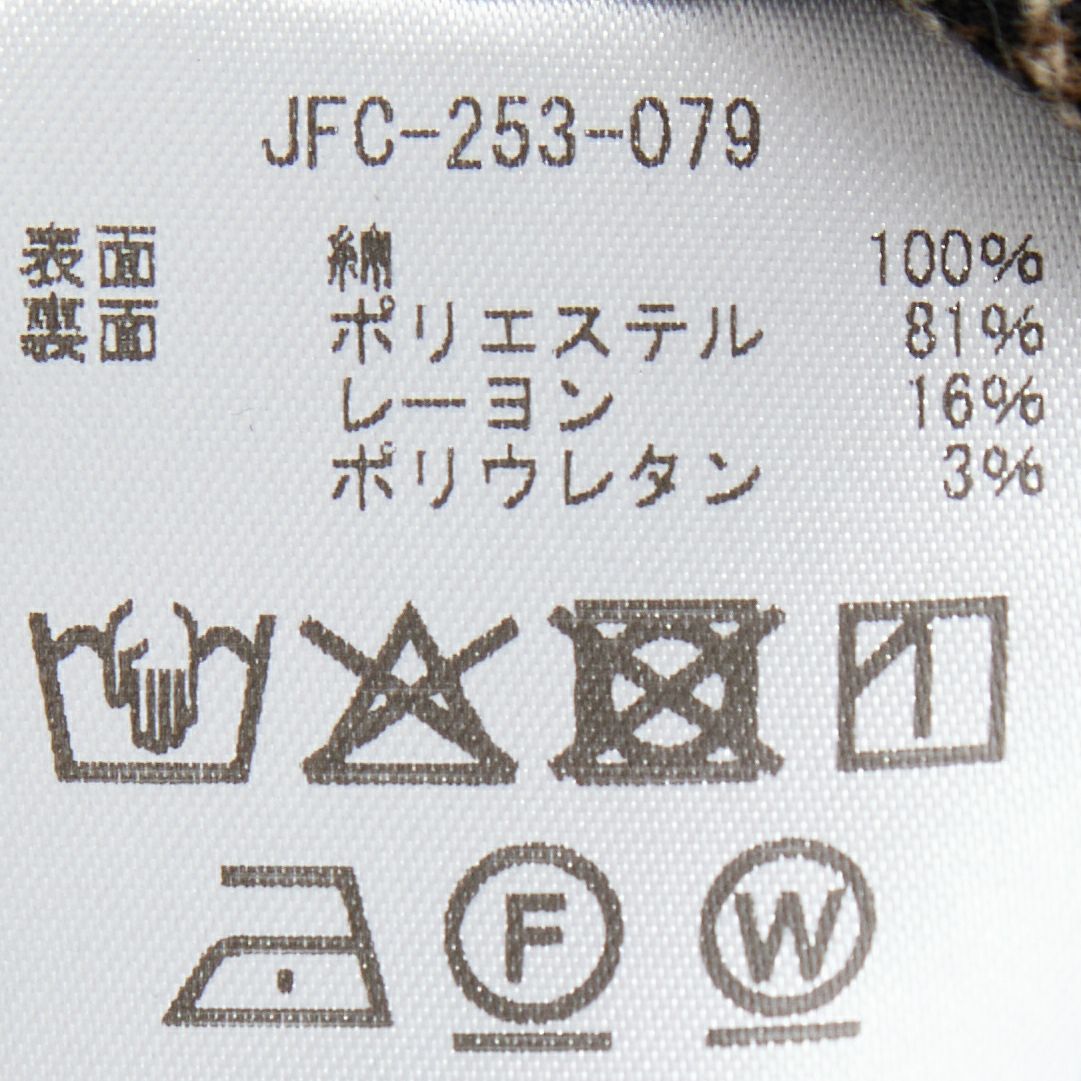 JFC-253-079
表面 綿 100%
裏面 ポリエステル 81%
レーヨン 16%
ポリウレタン 3%
F W